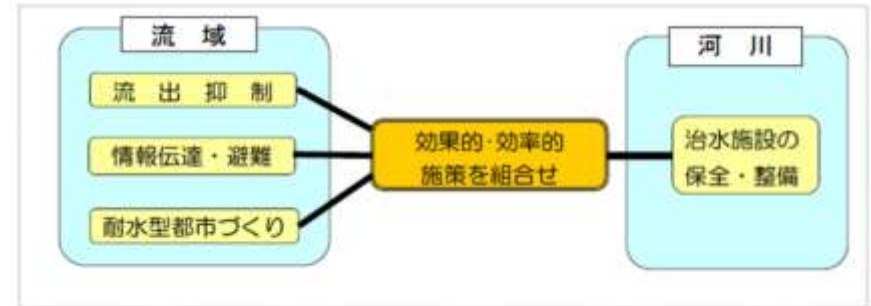 流 域
流 出 抑 制
情報伝達・避難
耐水型都市づくり
効果的・効率的
施策を組合せ
河 川
治水施設の
保全・整備